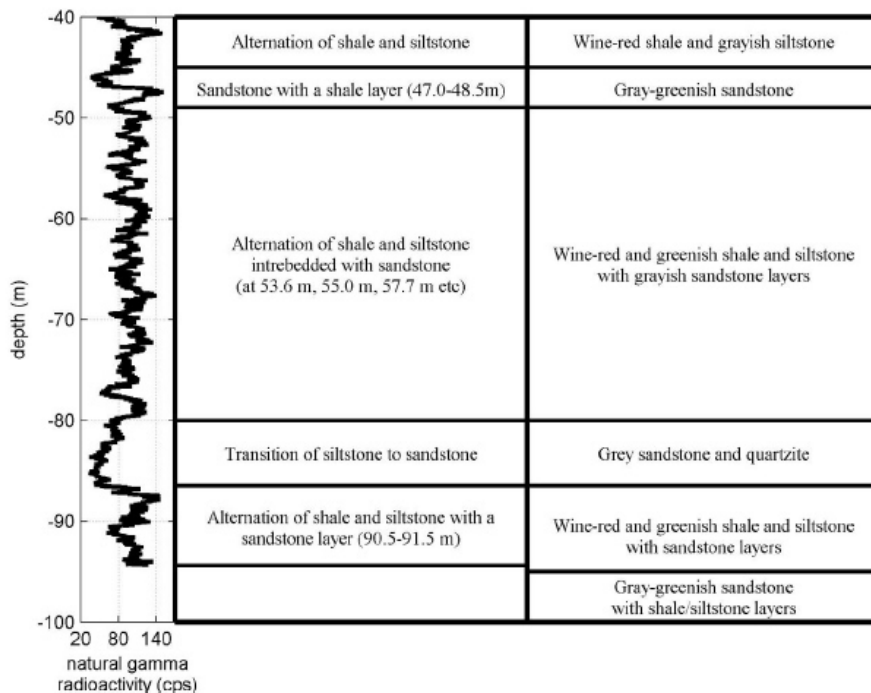 -40
Alternation of shale and siltstone
Wine-red shale and grayish siltstone
Sandstone with a shale layer (47.0-48.5m)
Gray-greenish sandstone
-50
-60
Alternation of shale and siltstone
intrebedded with sandstone
(at 53.6 m, 55.0 m, 57.7 m etc)
Wine-red and greenish shale and siltstone
with grayish sandstone layers
depth (m)
-70
-80
Transition of siltstone to sandstone
Grey sandstone and quartzite
-90
Alternation of shale and siltstone with a
sandstone layer (90.5-91.5 m)
Wine-red and greenish shale and siltstone
with sandstone layers
Gray-greenish sandstone
with shale/siltstone layers
-100
20 80 140
natural gamma
radioactivity (cps)